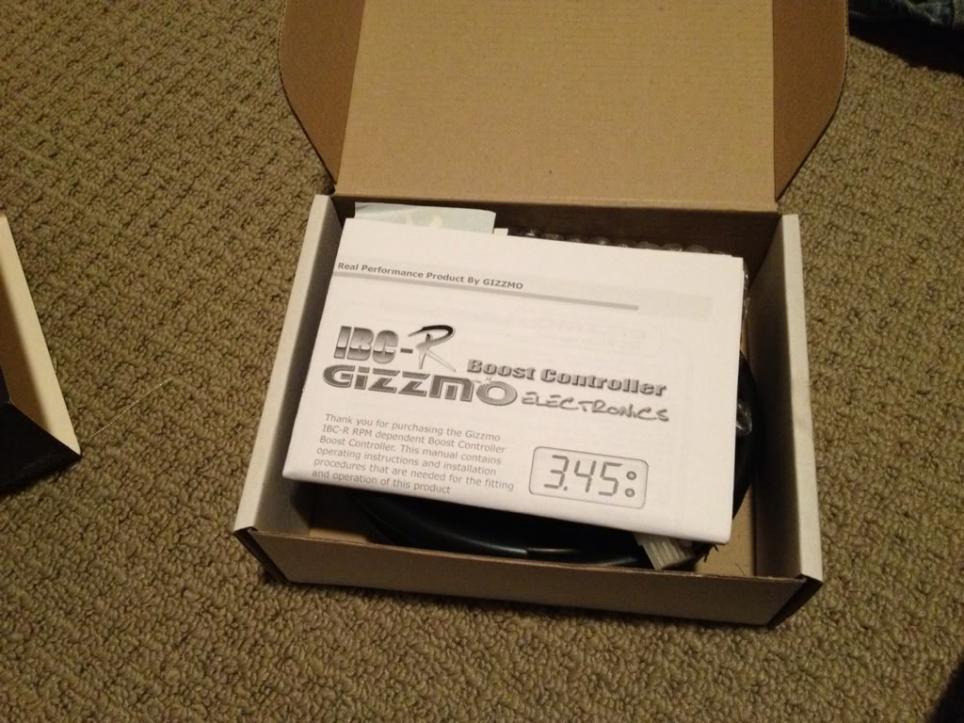 Real Performance Product By GIZZMO
IBC-R Boost Controller
GIZZMO ELECTRONICS
Thank you for purchasing the Gizzmo
IBC-R RPM dependent Boost Controller
Boost Controller. This manual contains
operating instructions and installation
procedures that are needed for the fitting
and operation of this product
3.45